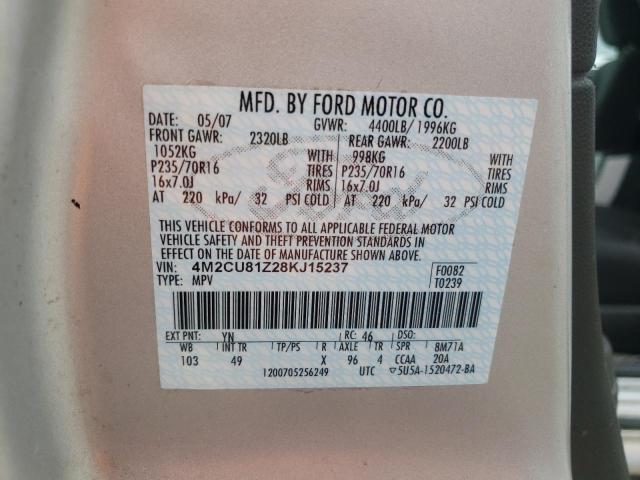 MFD. BY FORD MOTOR CO.
DATE: 05/07 GVWR: 4400LB/ 1996KG
FRONT GAWR: 2320LB REAR GAWR: 2200LB
1052KG WITH 998KG WITH
P235/70R16 TIRES P235/70R16 TIRES
16x7.0J RIMS 16x7.0J RIMS
AT 220 kPa/ 32 PSI COLD AT 220 kPa/ 32 PSI COLD
Ford
THIS VEHICLE CONFORMS TO ALL APPLICABLE FEDERAL MOTOR
VEHICLE SAFETY AND THEFT PREVENTION STANDARDS IN
EFFECT ON THE DATE OF MANUFACTURE SHOWN ABOVE.
VIN: 4M2CU81Z28KJ15237 F0082
TYPE: MPV T0239
EXT PNT: YN RC: 46 DSO:
WB INT TR TP/PS R AXLE TR SPR BM71A
103 49 X 96 4 CCAA 20A
1200705256249 UTC ▽5U5A-1520472-BA